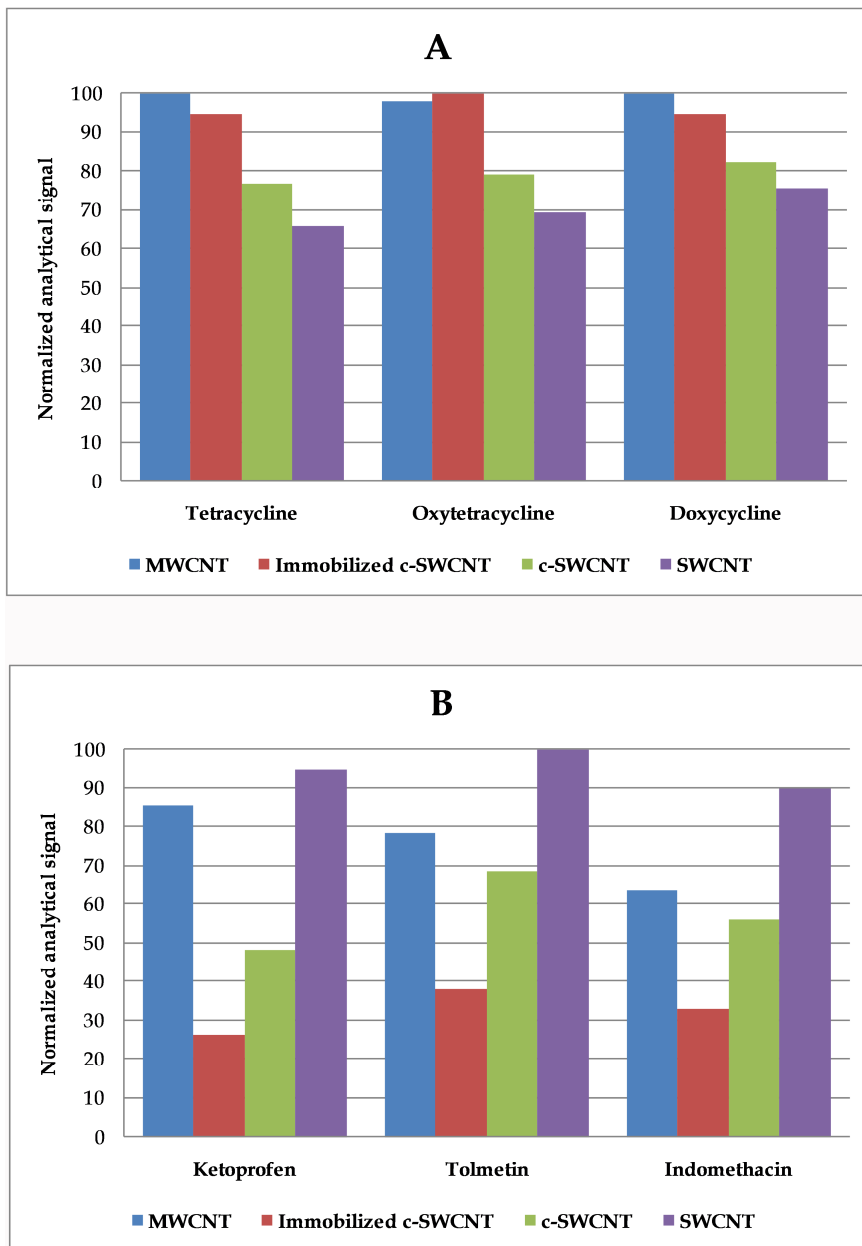 A
Normalized analytical signal
100
90
80
70
60
50
40
30
20
10
0
Tetracycline Oxytetracycline Doxycycline
MWCNT Immobilized c-SWCNT c-SWCNT SWCNT
B
Normalized analytical signal
100
90
80
70
60
50
40
30
20
10
0
Ketoprofen Tolmetin Indomethacin
MWCNT Immobilized c-SWCNT c-SWCNT SWCNT